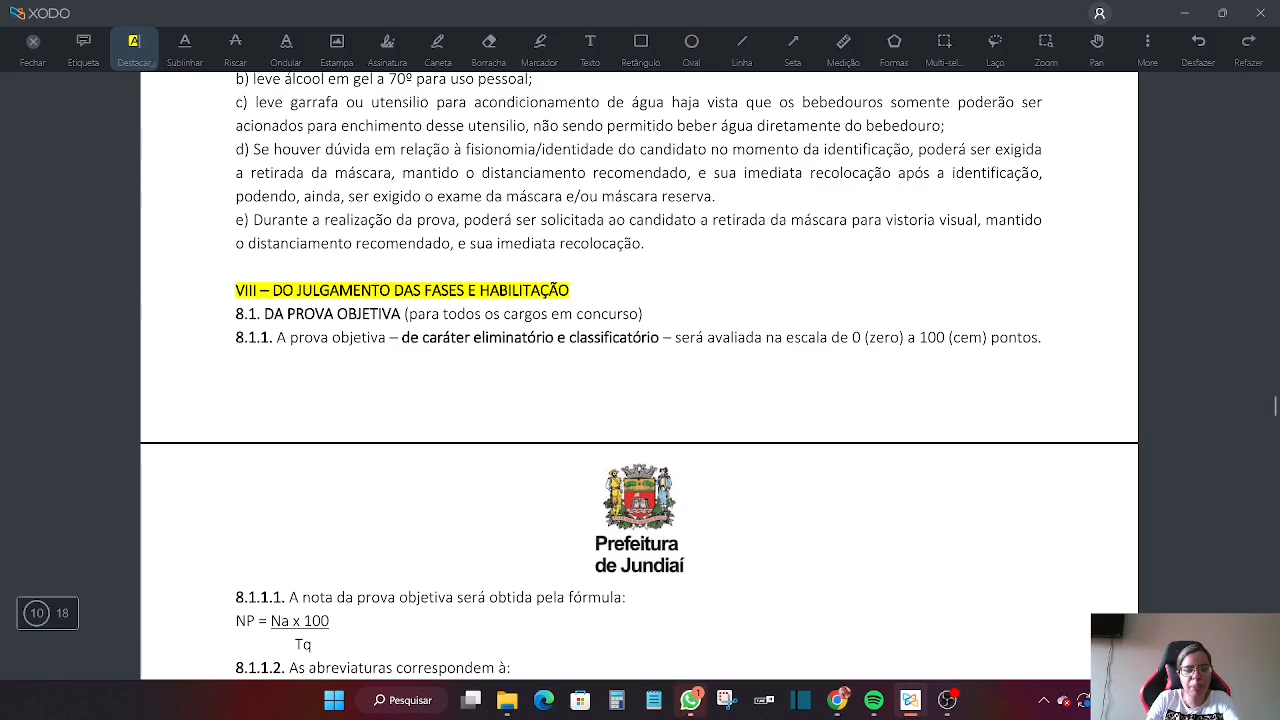 XODO
Fechar
Etiqueta
Destacar
Sublinhar
Riscar
Ondulado
Imagem
Assinatura
Caneta
Borracha
Marcador
Texto
Retângulo
Oval
Linha
Seta
Medição
Formas
Multi-sel...
Laço
Zoom
Pan
More
Desfazer
Refazer
b) leve álcool em gel a 70º para uso pessoal;
c) leve garrafa ou utensilio para acondicionamento de água haja vista que os bebedouros somente poderão ser
acionados para enchimento desse utensilio, não sendo permitido beber água diretamente do bebedouro;
d) Se houver dúvida em relação à fisionomia/identidade do candidato no momento da identificação, poderá ser exigida
a retirada da máscara, mantido o distanciamento recomendado, e sua imediata recolocação após a identificação,
podendo, ainda, ser exigido o exame da máscara e/ou máscara reserva.
e) Durante a realização da prova, poderá ser solicitada ao candidato a retirada da máscara para vistoria visual, mantido
o distanciamento recomendado, e sua imediata recolocação.
VIII – DO JULGAMENTO DAS FASES E HABILITAÇÃO
8.1. DA PROVA OBJETIVA (para todos os cargos em concurso)
8.1.1. A prova objetiva – de caráter eliminatório e classificatório – será avaliada na escala de 0 (zero) a 100 (cem) pontos.
Prefeitura
de Jundiaí
8.1.1.1. A nota da prova objetiva será obtida pela fórmula:
NP = Na x 100
Tq
8.1.1.2. As abreviaturas correspondem à:
10 18
Pesquisar
1